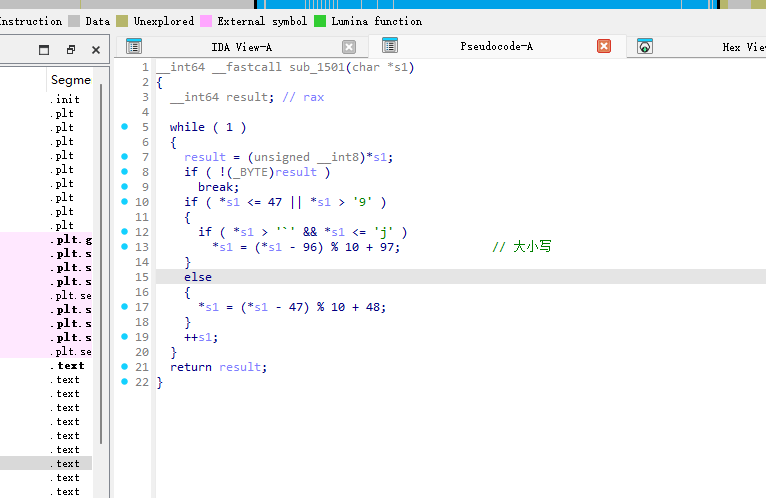 Instruction Data Unexplored External symbol Lumina function
IDA View-A Pseudocode-A Hex View
Segme
.init
.plt
.plt
.plt
.plt
.plt
.plt
.plt
.plt
.plt
.plt.g
.plt.s
.plt.s
.plt.s
.plt.se
.plt.s
.plt.s
.plt.s
.plt.se
.text
.text
.text
.text
.text
.text
.text
.text
.text
.text
1 __int64 __fastcall sub_1501(char *s1)
2 {
3 __int64 result; // rax
4
5 while ( 1 )
6 {
7 result = (unsigned __int8)*s1;
8 if ( !(_BYTE)result )
9 break;
10 if ( *s1 <= 47 || *s1 > '9' )
11 {
12 if ( *s1 > '`' && *s1 <= 'j' )
13 *s1 = (*s1 - 96) % 10 + 97; // 大小写
14 }
15 else
16 {
17 *s1 = (*s1 - 47) % 10 + 48;
18 }
19 ++s1;
20 }
21 return result;
22 }